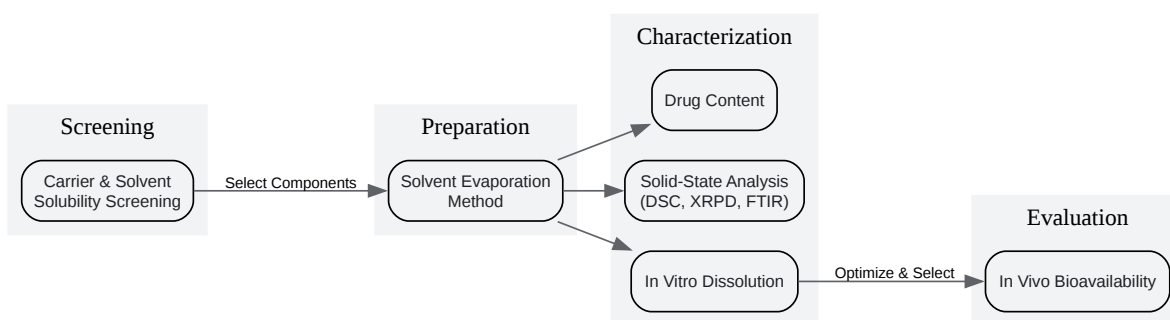 Screening
Carrier & Solvent
Solubility Screening
Select Components
Preparation
Solvent Evaporation
Method
Characterization
Drug Content
Solid-State Analysis
(DSC, XRPD, FTIR)
In Vitro Dissolution
Optimize & Select
Evaluation
In Vivo Bioavailability